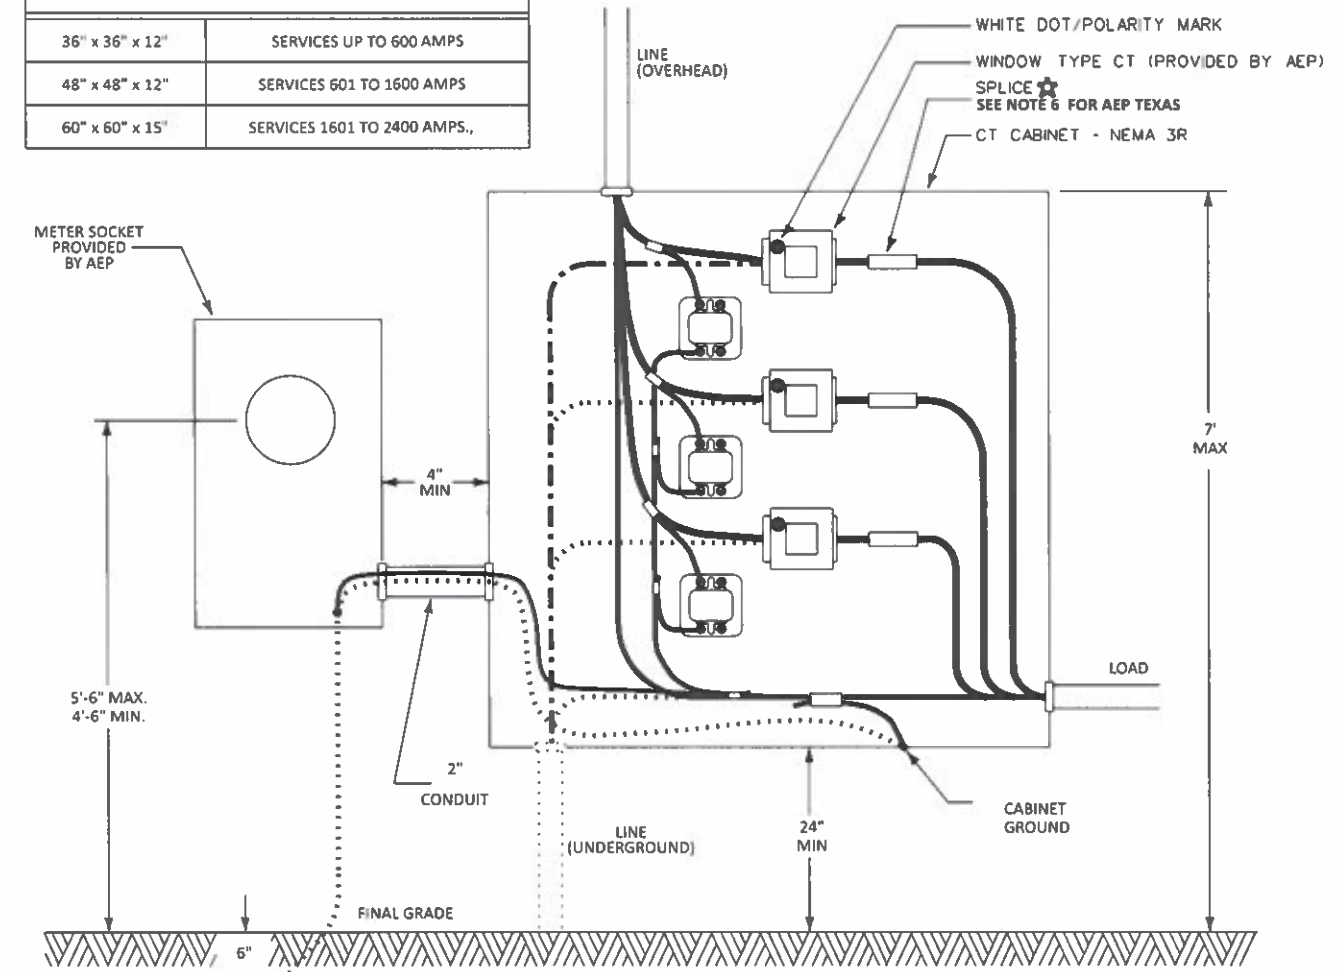 36" x 36" x 12" SERVICES UP TO 600 AMPS
48" x 48" x 12" SERVICES 601 TO 1600 AMPS
60" x 60" x 15" SERVICES 1601 TO 2400 AMPS.,
LINE
(OVERHEAD)
WHITE DOT/POLARITY MARK
WINDOW TYPE CT (PROVIDED BY AEP)
SPLICE
SEE NOTE 6 FOR AEP TEXAS
CT CABINET - NEMA 3R
METER SOCKET
PROVIDED
BY AEP
4"
MIN
7'
MAX
5'-6" MAX.
4'-6" MIN.
LOAD
2"
CONDUIT
LINE
(UNDERGROUND)
24"
MIN
CABINET
GROUND
FINAL GRADE
6"